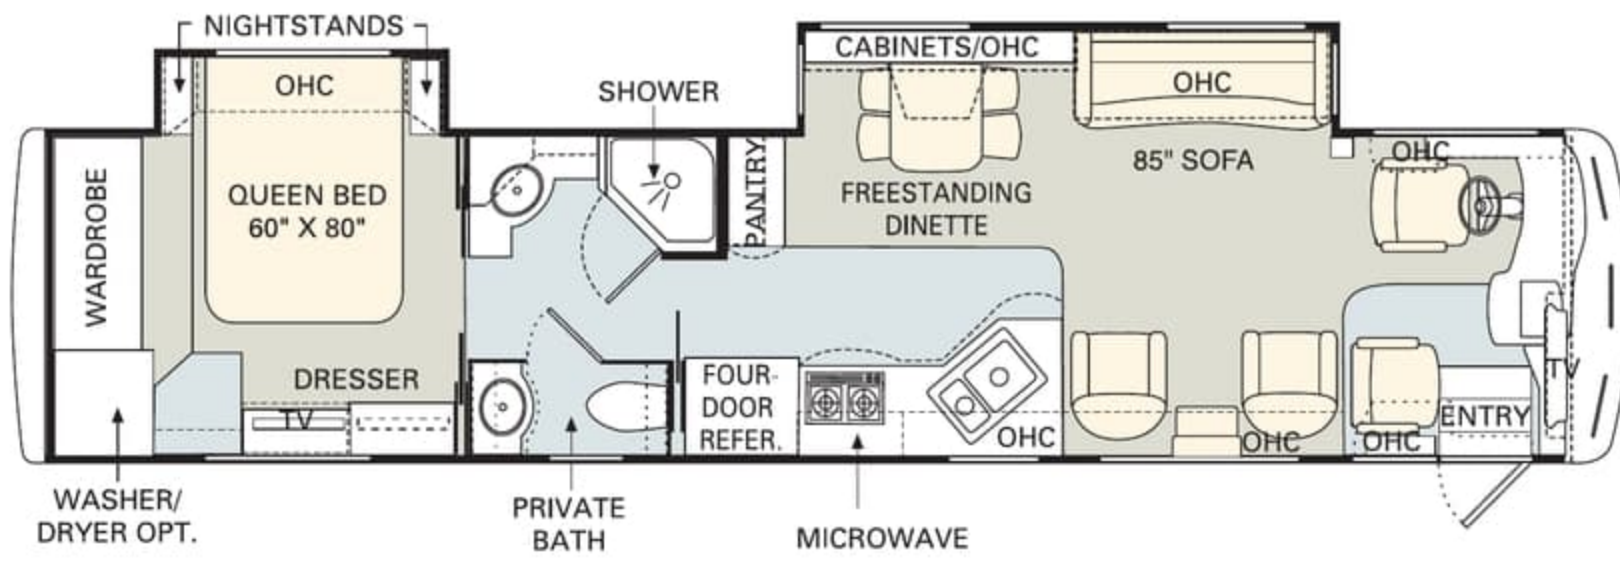 NIGHTSTANDS
OHC
QUEEN BED
60" X 80"
WARDROBE
DRESSER
TV
WASHER/
DRYER OPT.
SHOWER
PRIVATE
BATH
PANTRY
FOUR-
DOOR
REFER.
MICROWAVE
OHC
CABINETS/OHC
FREESTANDING
DINETTE
OHC
85" SOFA
OHC
OHC
OHC
ENTRY
TV